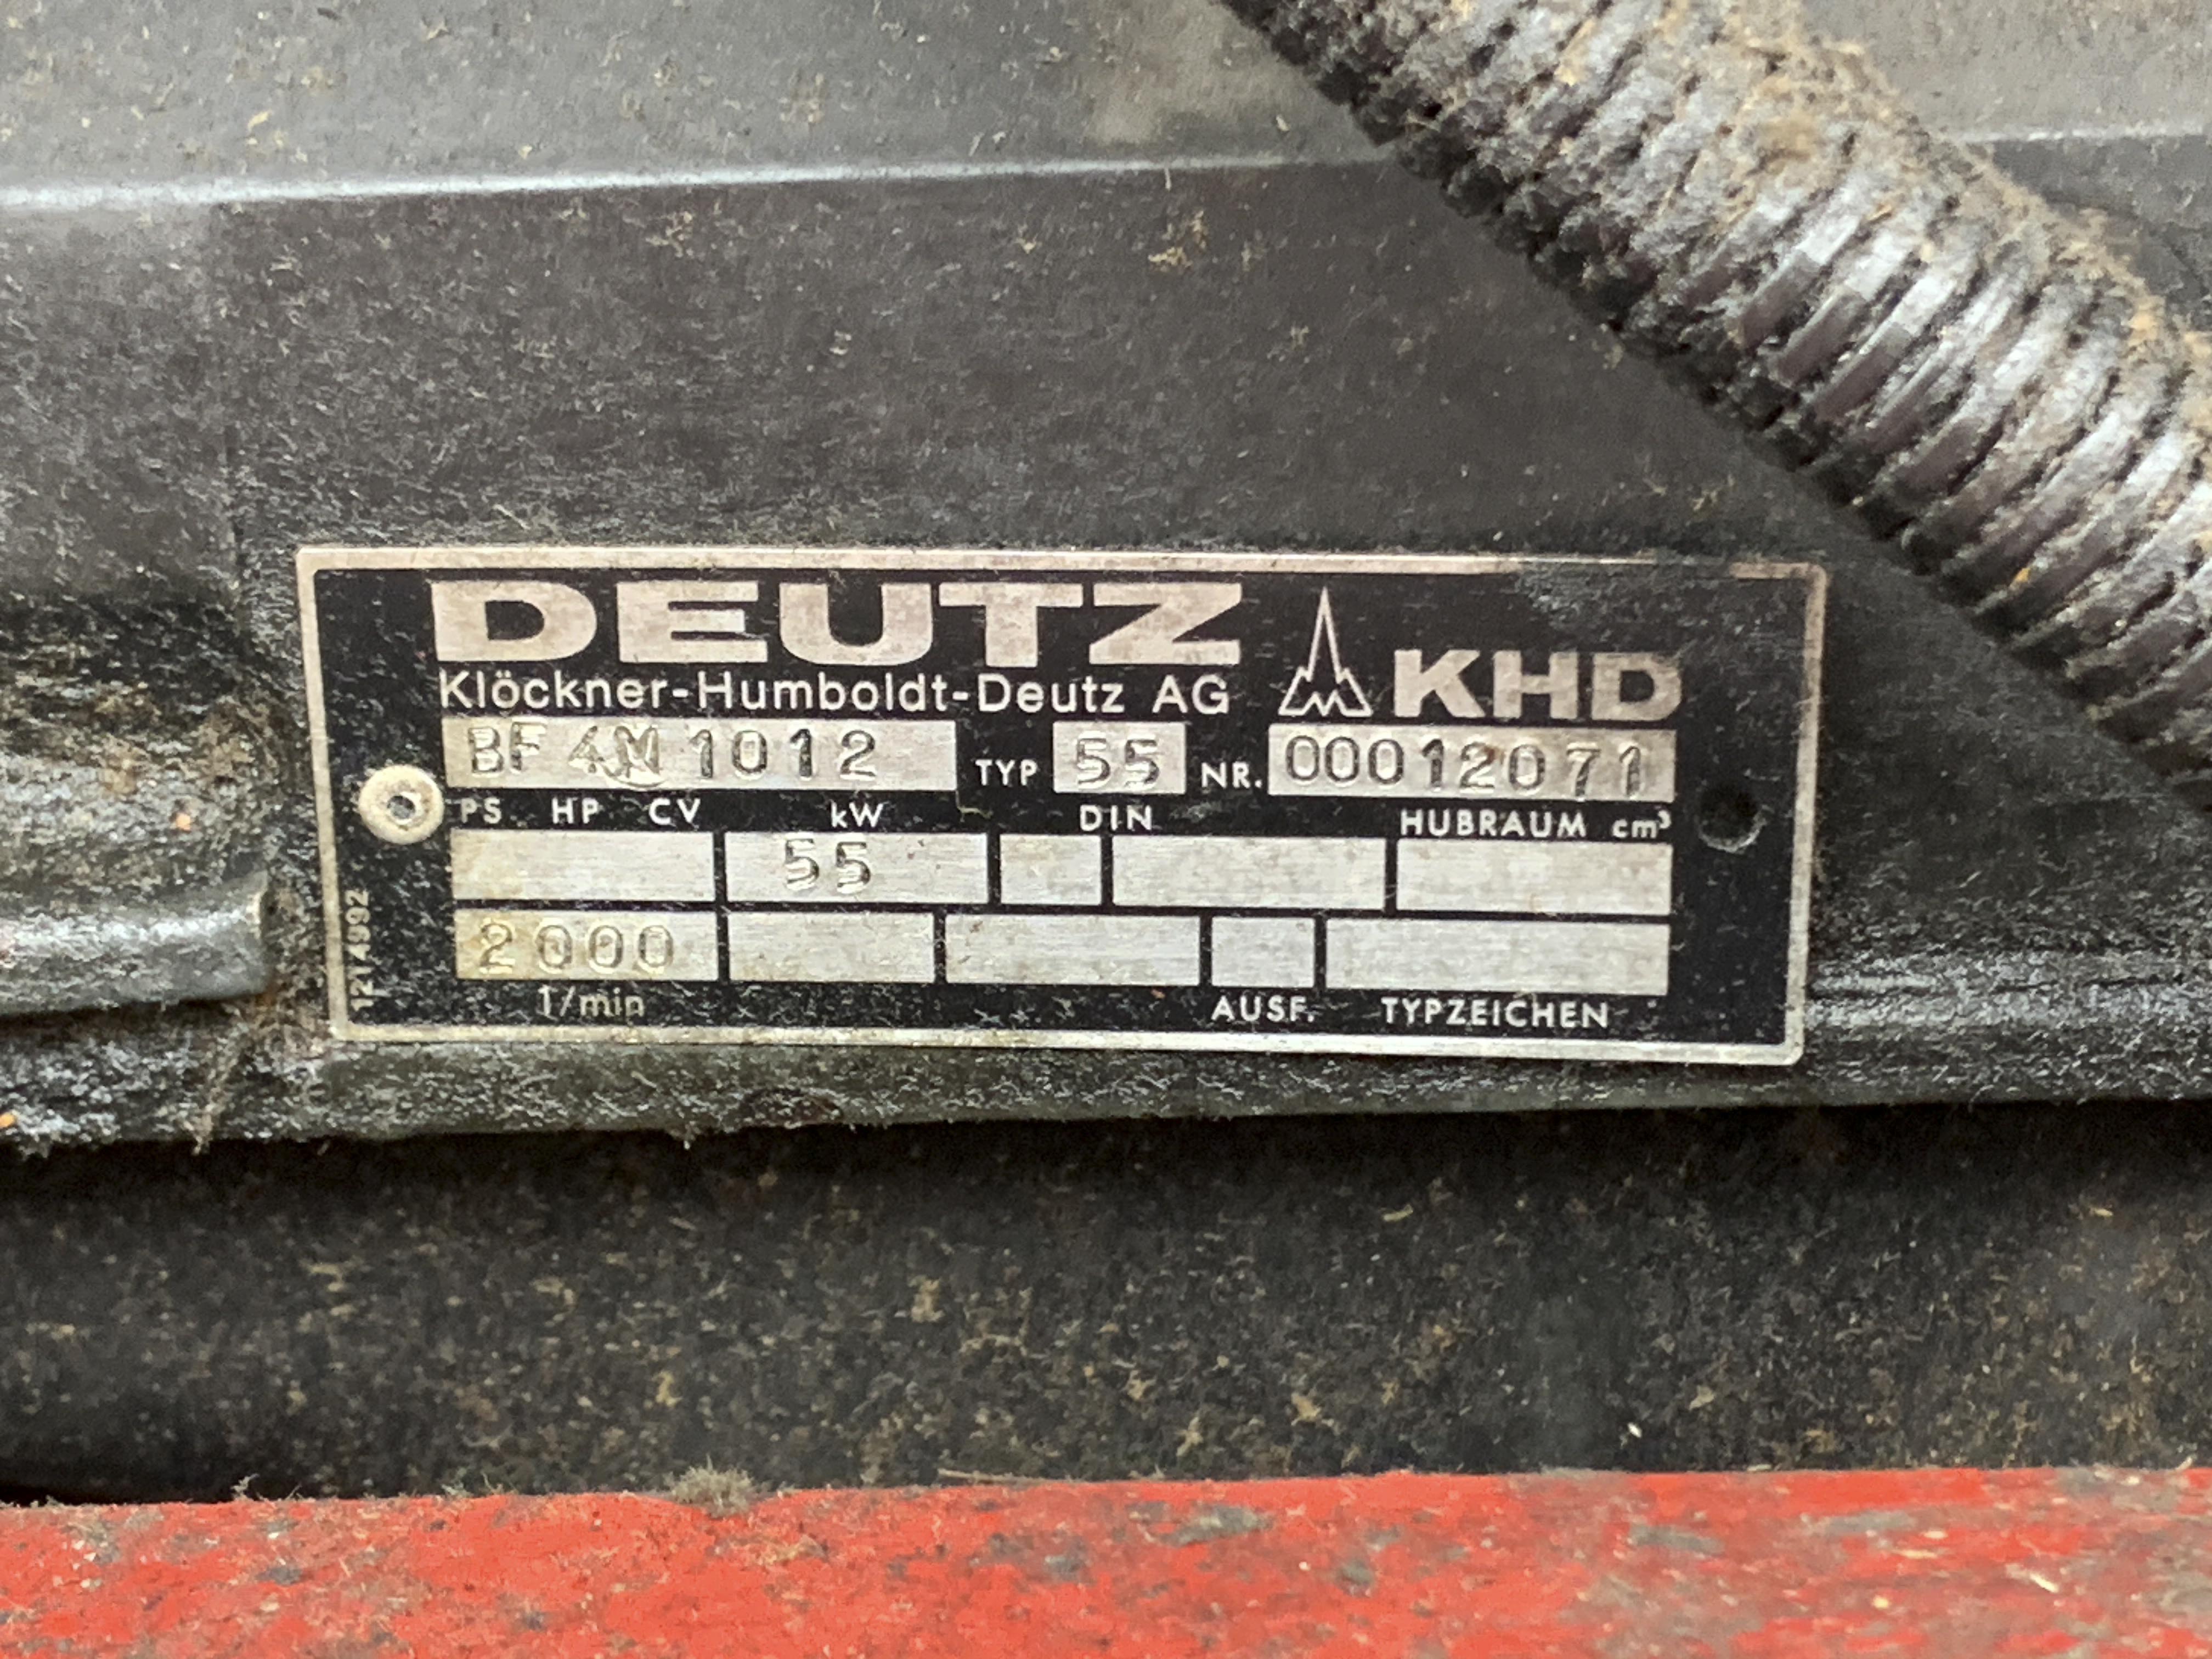 DEUTZ
KHD
Klöckner-Humboldt-Deutz AG
BF 4M 1012 TYP 55 NR. 00012071
PS HP CV kW DIN HUBRAUM cm³
55
2000
1/min AUSF. TYPZEICHEN
1214992